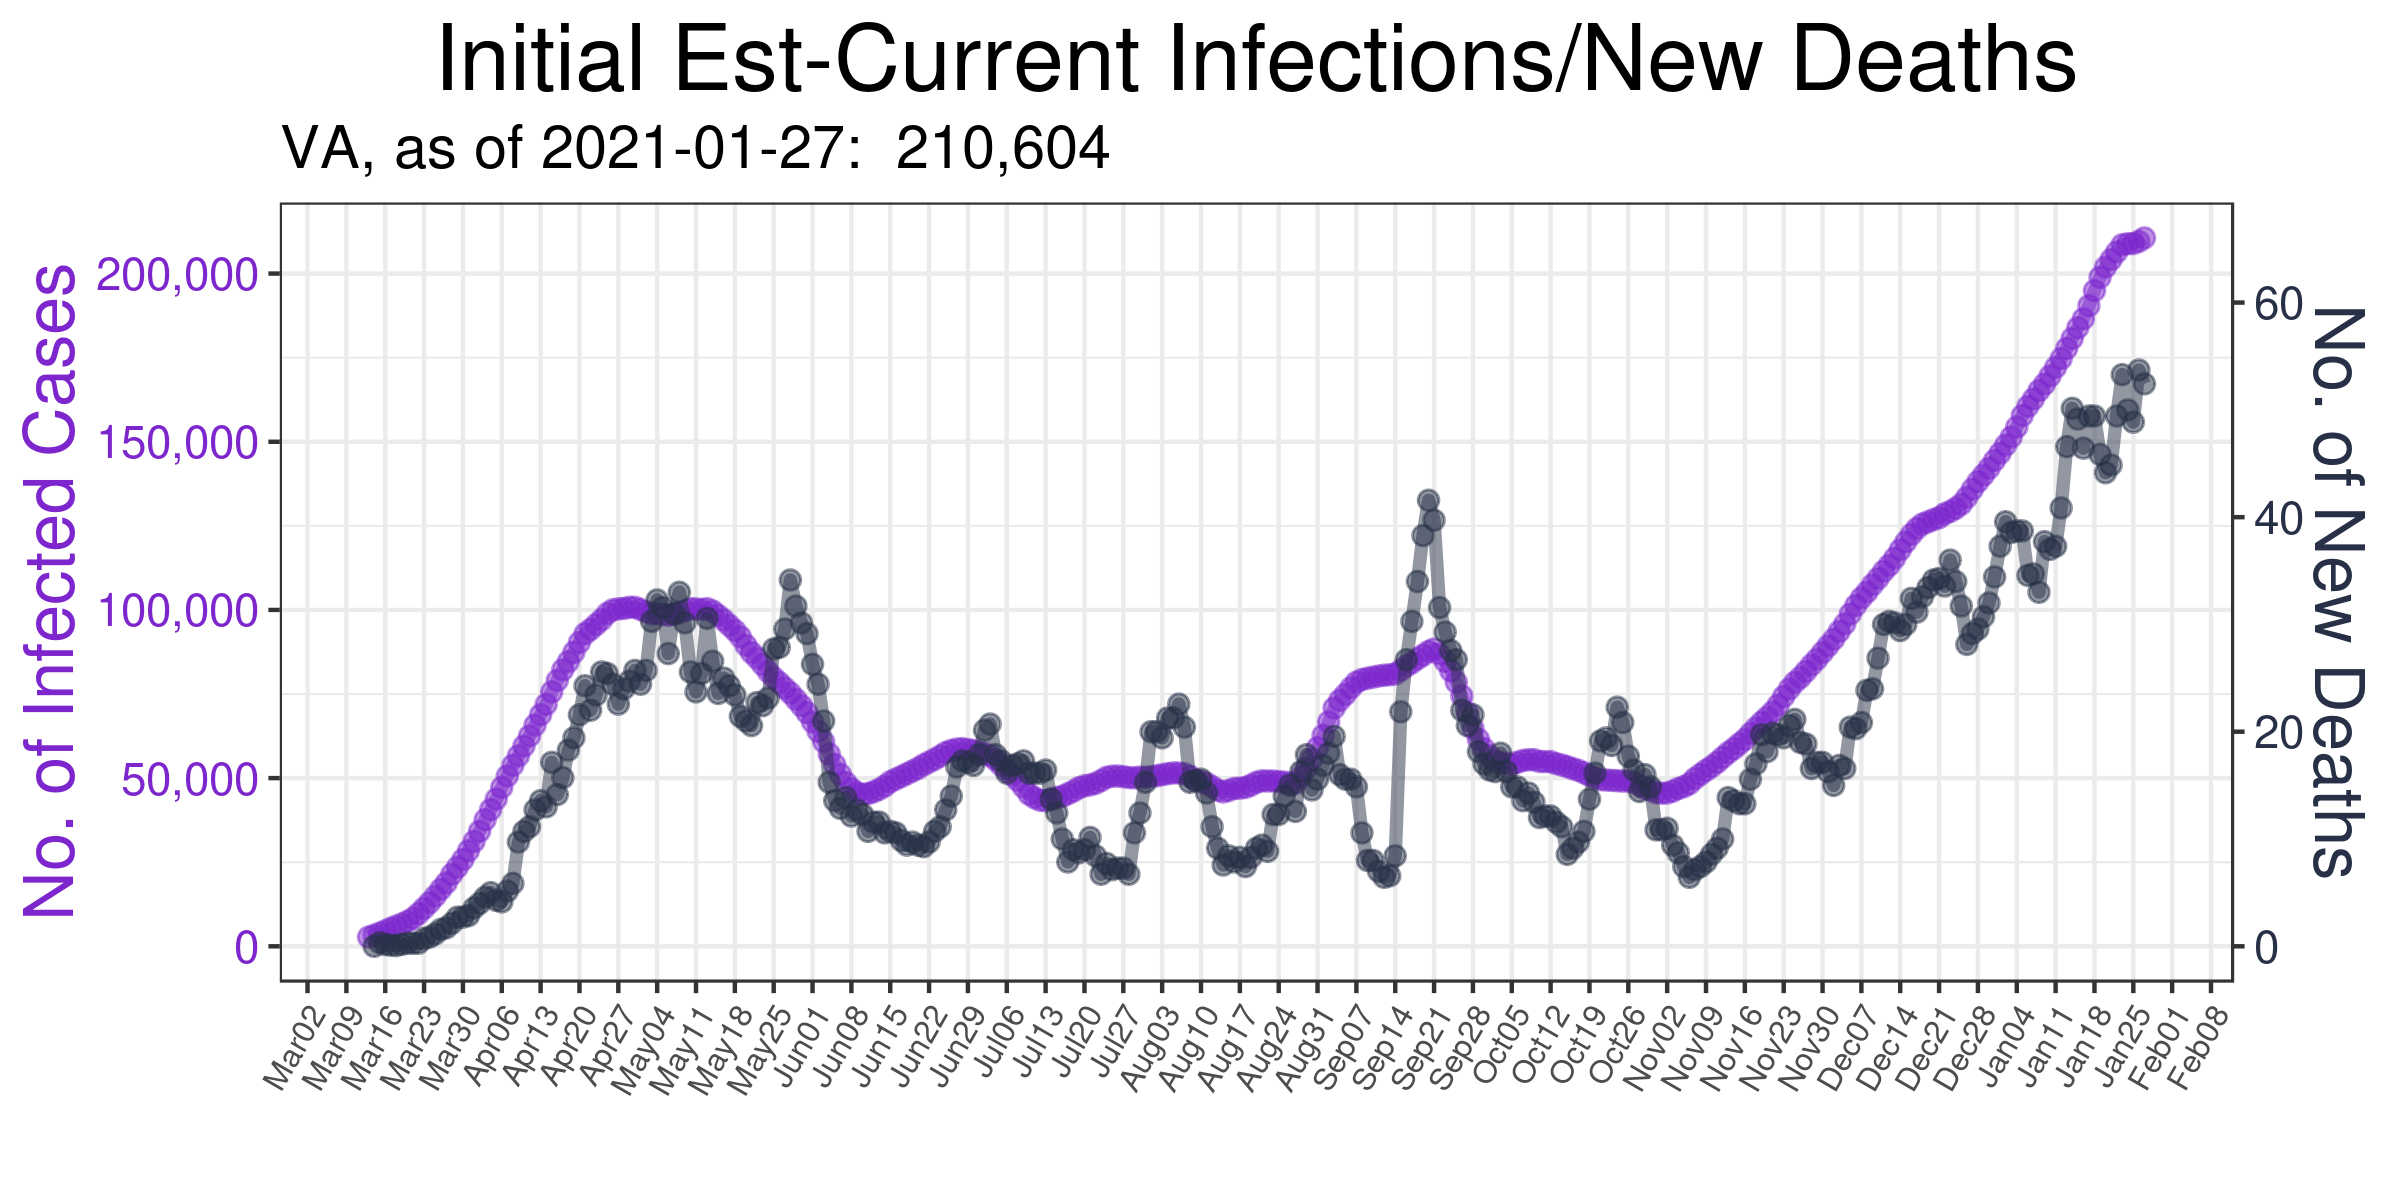 Initial Est-Current Infections/New Deaths
VA, as of 2021-01-27:  210,604
No. of Infected Cases
200,000
150,000
100,000
50,000
0
60
40
20
0
No. of New Deaths
Mar02
Mar09
Mar16
Mar23
Mar30
Apr06
Apr13
Apr20
Apr27
May04
May11
May18
May25
Jun01
Jun08
Jun15
Jun22
Jun29
Jul06
Jul13
Jul20
Jul27
Aug03
Aug10
Aug17
Aug24
Aug31
Sep07
Sep14
Sep21
Sep28
Oct05
Oct12
Oct19
Oct26
Nov02
Nov09
Nov16
Nov23
Nov30
Dec07
Dec14
Dec21
Dec28
Jan04
Jan11
Jan18
Jan25
Feb01
Feb08